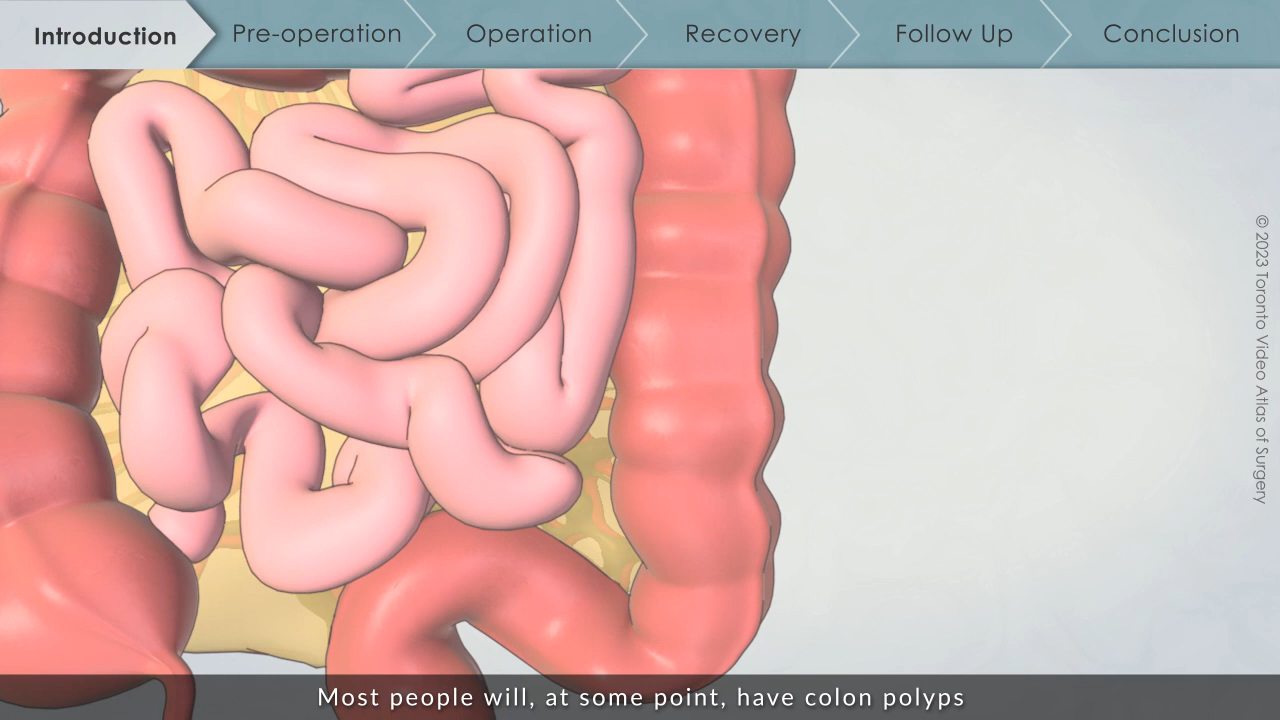 Introduction
Pre-operation
Operation
Recovery
Follow Up
Conclusion
© 2023 Toronto Video Atlas of Surgery
Most people will, at some point, have colon polyps